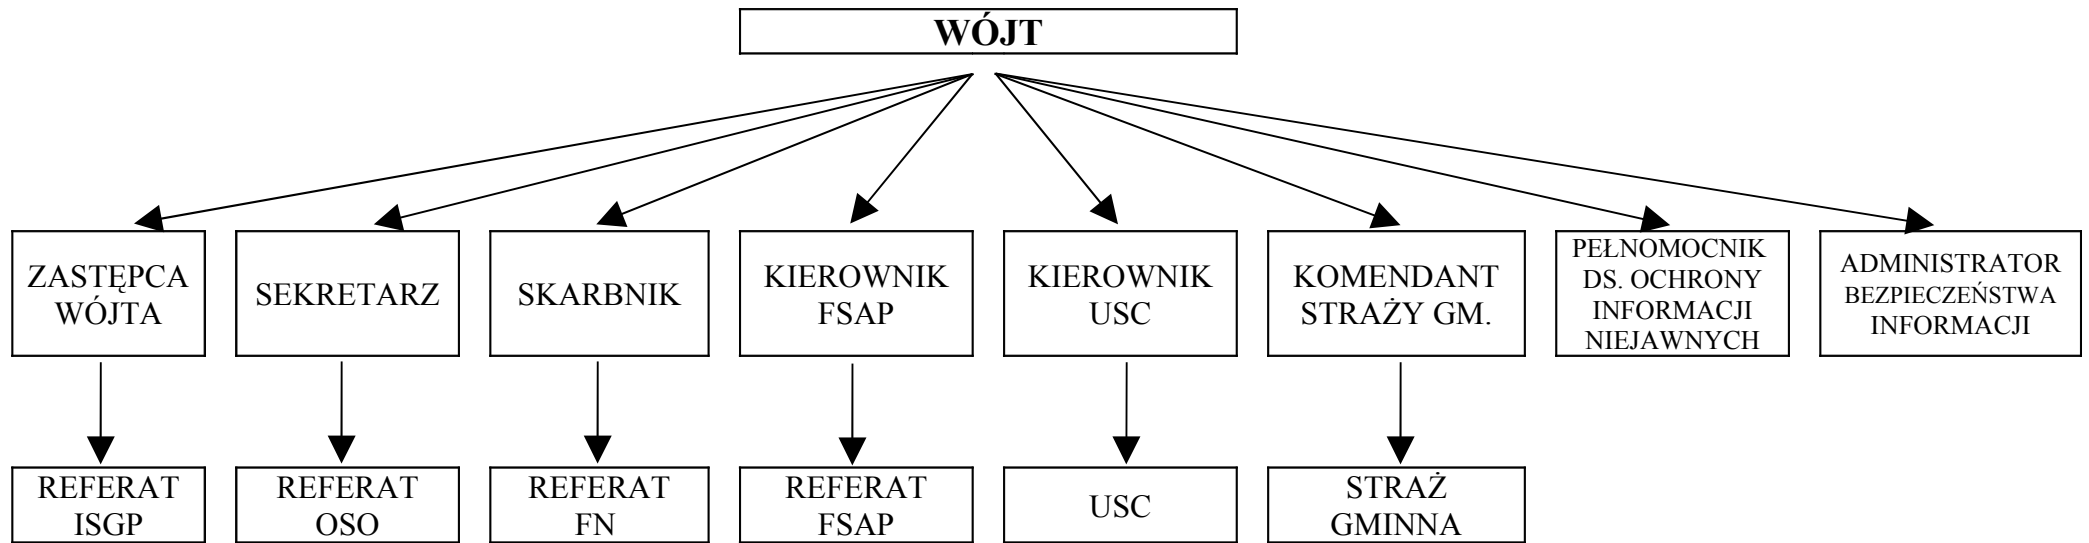 WÓJT
ZASTĘPCA
WÓJTA
SEKRETARZ
SKARBNIK
KIEROWNIK
FSAP
KIEROWNIK
USC
KOMENDANT
STRAŻY GM.
PEŁNOMOCNIK
DS. OCHRONY
INFORMACJI
NIEJAWNYCH
ADMINISTRATOR
BEZPIECZEŃSTWA
INFORMACJI
REFERAT
ISGP
REFERAT
OSO
REFERAT
FN
REFERAT
FSAP
USC
STRAŻ
GMINNA